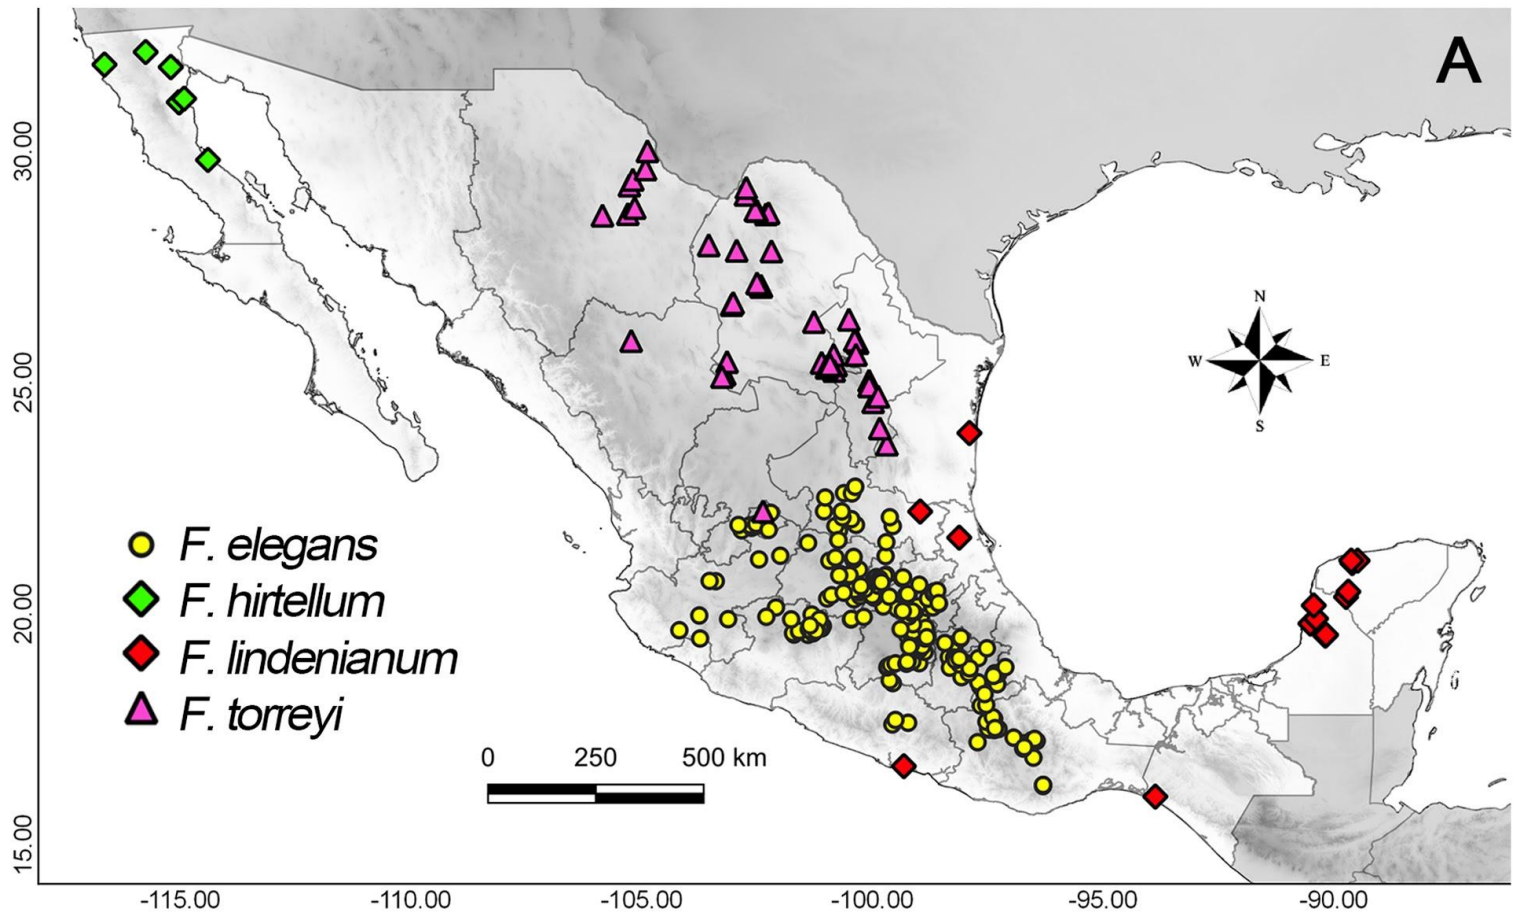 A
30.00
25.00
20.00
15.00
N
W E
S
F. elegans
F. hirtellum
F. lindenianum
F. torreyi
0 250 500 km
-115.00 -110.00 -105.00 -100.00 -95.00 -90.00